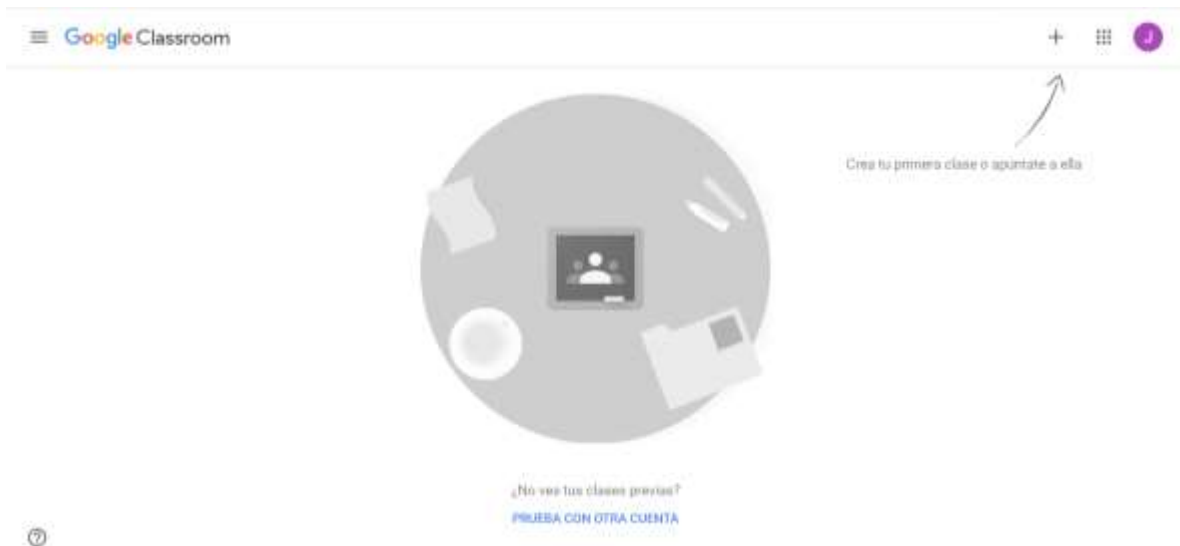 Google Classroom
J
Crea tu primera clase o apúntate a ella
¿No ves tus clases previas?
PRUEBA CON OTRA CUENTA